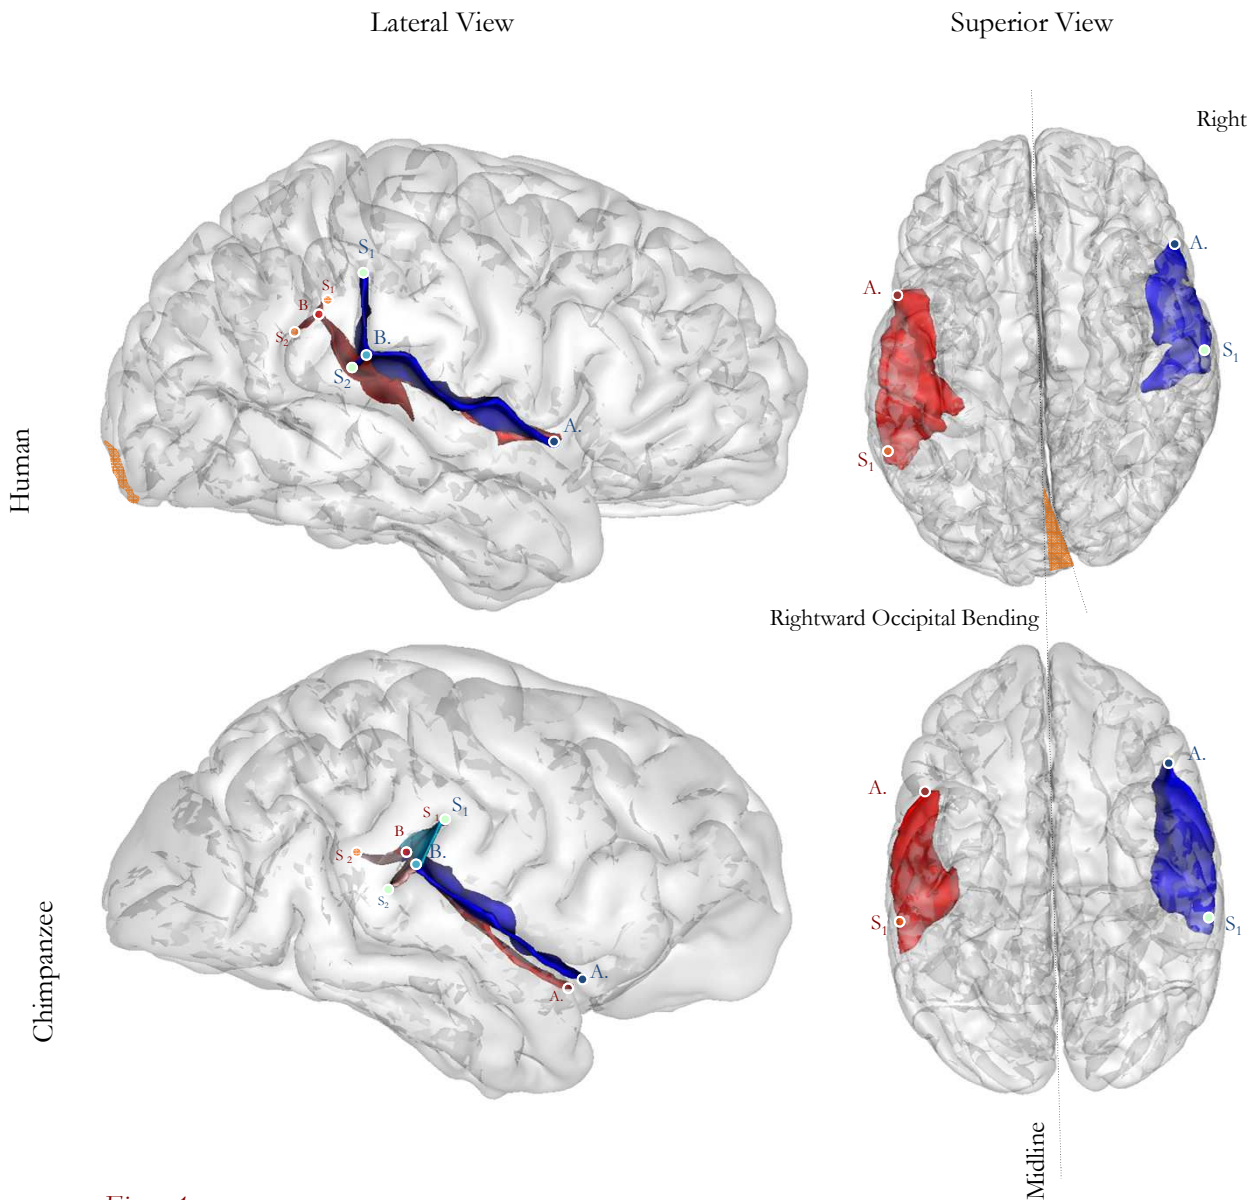 Lateral View
Superior View
Right
Human
S1
S1
B
S2
B.
S2
A.
A.
S1
A.
S1
Rightward Occipital Bending
Chimpanzee
S1
S1
B
S2
B.
S2
A.
A.
A.
S1
A.
S1
Midline